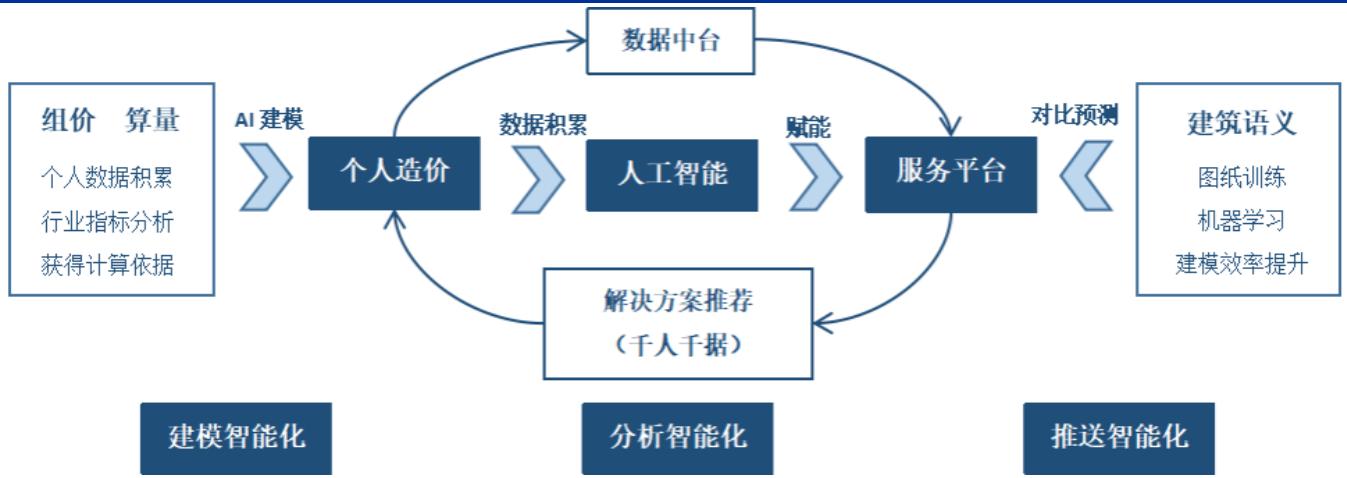 数据中台
组价 算量
个人数据积累
行业指标分析
获得计算依据
AI 建模
个人造价
数据积累
人工智能
赋能
服务平台
对比预测
建筑语义
图纸训练
机器学习
建模效率提升
解决方案推荐
（千人千据）
建模智能化
分析智能化
推送智能化